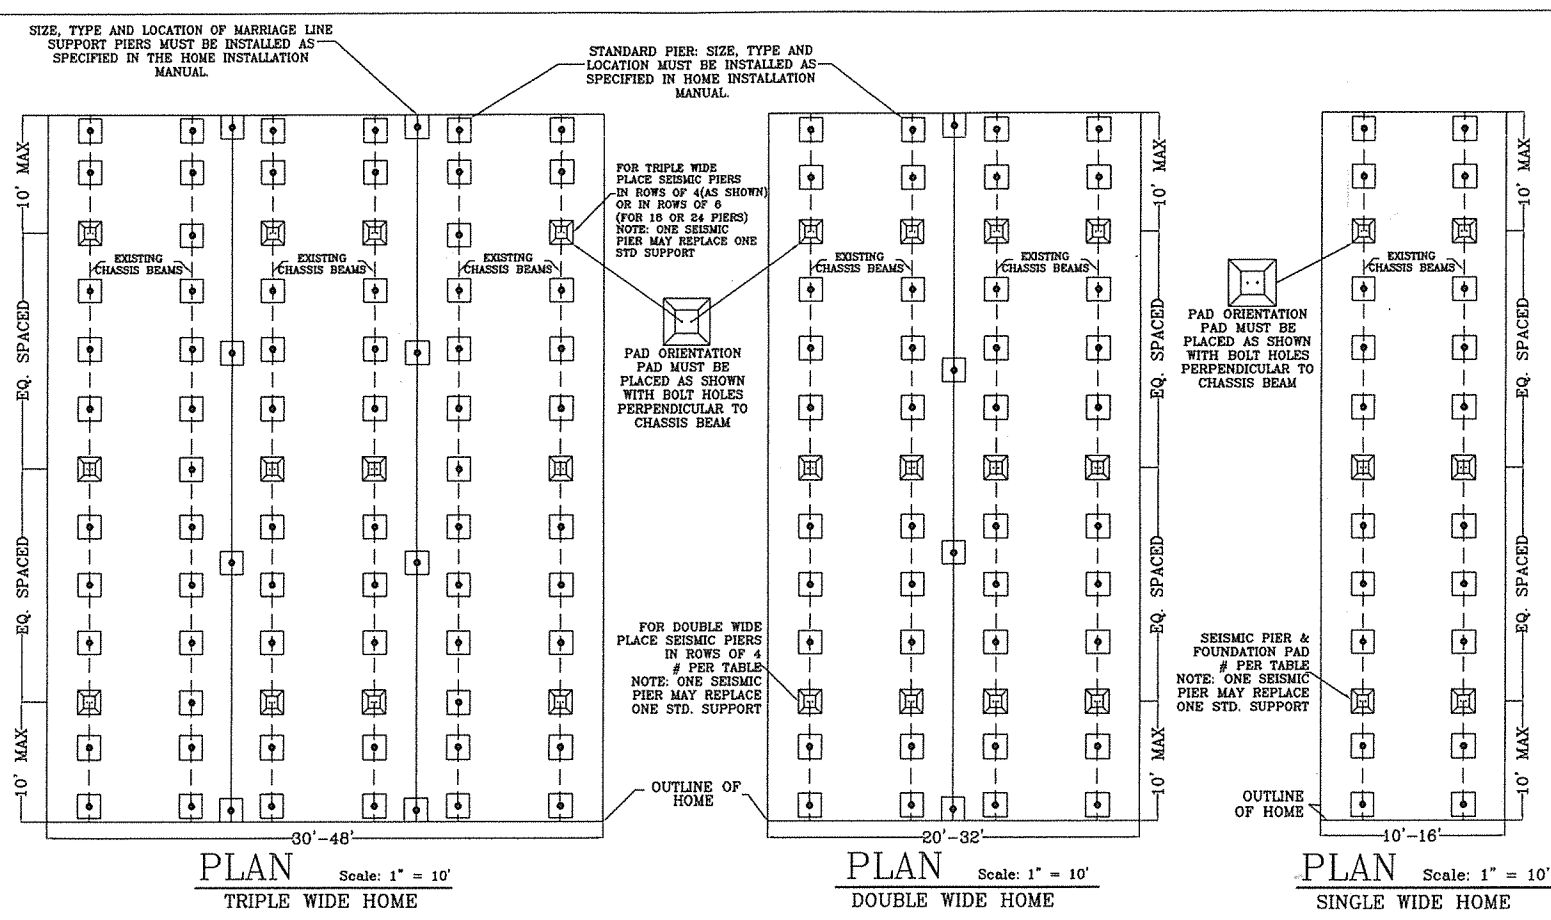 SIZE, TYPE AND LOCATION OF MARRIAGE LINE
SUPPORT PIERS MUST BE INSTALLED AS
SPECIFIED IN THE HOME INSTALLATION
MANUAL.
STANDARD PIER: SIZE, TYPE AND
LOCATION MUST BE INSTALLED AS
SPECIFIED IN HOME INSTALLATION
MANUAL.
10' MAX
EQ. SPACED
EQ. SPACED
10' MAX
EXISTING
CHASSIS BEAMS
EXISTING
CHASSIS BEAMS
EXISTING
CHASSIS BEAMS
FOR TRIPLE WIDE
PLACE SEISMIC PIERS
IN ROWS OF 4(AS SHOWN)
OR IN ROWS OF 6
(FOR 18 OR 24 PIERS)
NOTE: ONE SEISMIC
PIER MAY REPLACE ONE
STD SUPPORT
PAD ORIENTATION
PAD MUST BE
PLACED AS SHOWN
WITH BOLT HOLES
PERPENDICULAR TO
CHASSIS BEAM
30'-48'
PLAN Scale: 1" = 10'
TRIPLE WIDE HOME
OUTLINE OF
HOME
FOR DOUBLE WIDE
PLACE SEISMIC PIERS
IN ROWS OF 4
# PER TABLE
NOTE: ONE SEISMIC
PIER MAY REPLACE
ONE STD. SUPPORT
EXISTING
CHASSIS BEAMS
EXISTING
CHASSIS BEAMS
10' MAX
EQ. SPACED
EQ. SPACED
10' MAX
20'-32'
PLAN Scale: 1" = 10'
DOUBLE WIDE HOME
PAD ORIENTATION
PAD MUST BE
PLACED AS SHOWN
WITH BOLT HOLES
PERPENDICULAR TO
CHASSIS BEAM
EXISTING
CHASSIS BEAMS
SEISMIC PIER &
FOUNDATION PAD
# PER TABLE
NOTE: ONE SEISMIC
PIER MAY REPLACE
ONE STD. SUPPORT
OUTLINE
OF HOME
10' MAX
EQ. SPACED
EQ. SPACED
10' MAX
10'-16'
PLAN Scale: 1" = 10'
SINGLE WIDE HOME